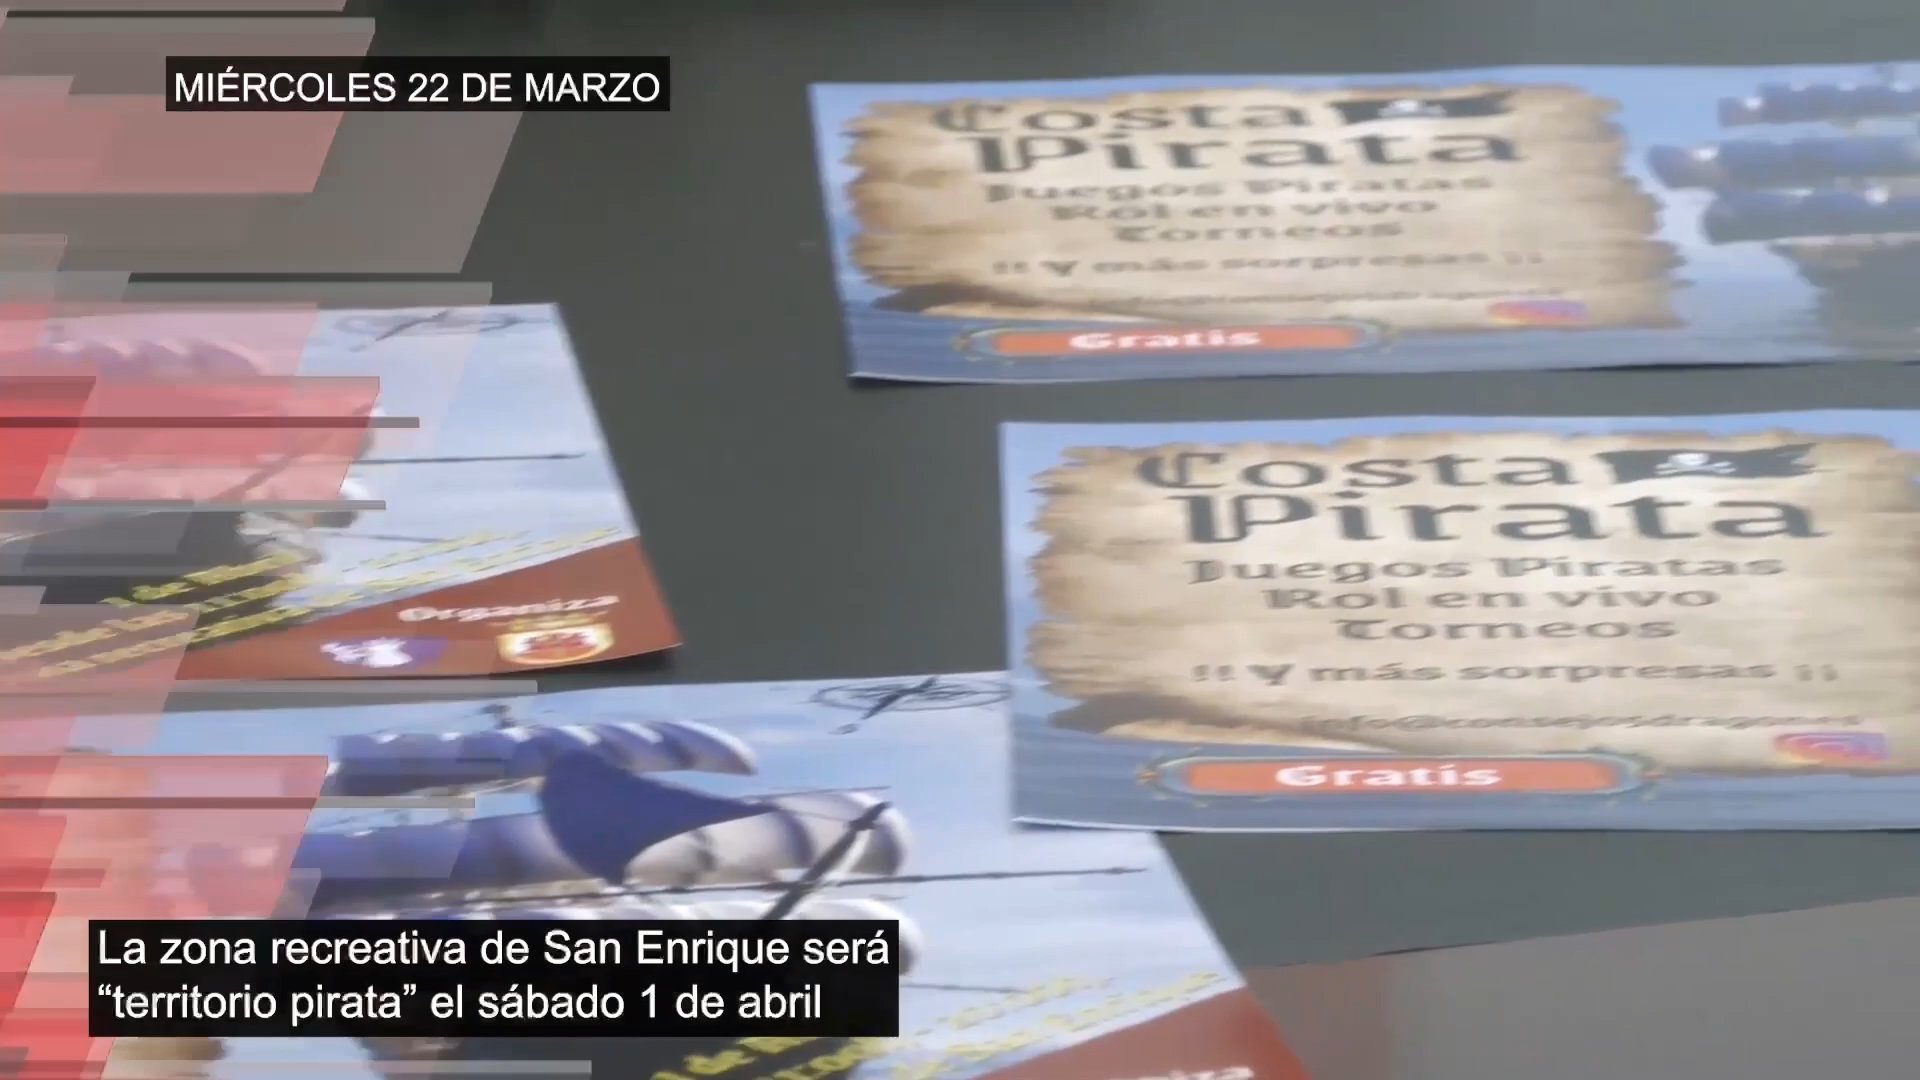 MIÉRCOLES 22 DE MARZO
Costa
Pirata
Juegos Piratas
Rol en vivo
Torneos
!! Y más sorpresas ¡¡
Gratis
Costa
Pirata
Juegos Piratas
Rol en vivo
Torneos
!! Y más sorpresas ¡¡
Gratis
Organiza
La zona recreativa de San Enrique será
“territorio pirata” el sábado 1 de abril